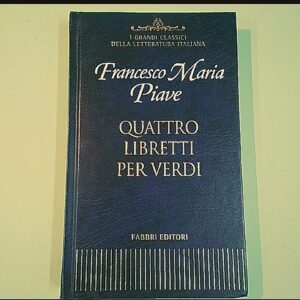 I GRANDI CLASSICI
DELLA LETTERATURA ITALIANA
Francesco Maria
Piave
QUATTRO
LIBRETTI
PER VERDI
FABBRI EDITORI